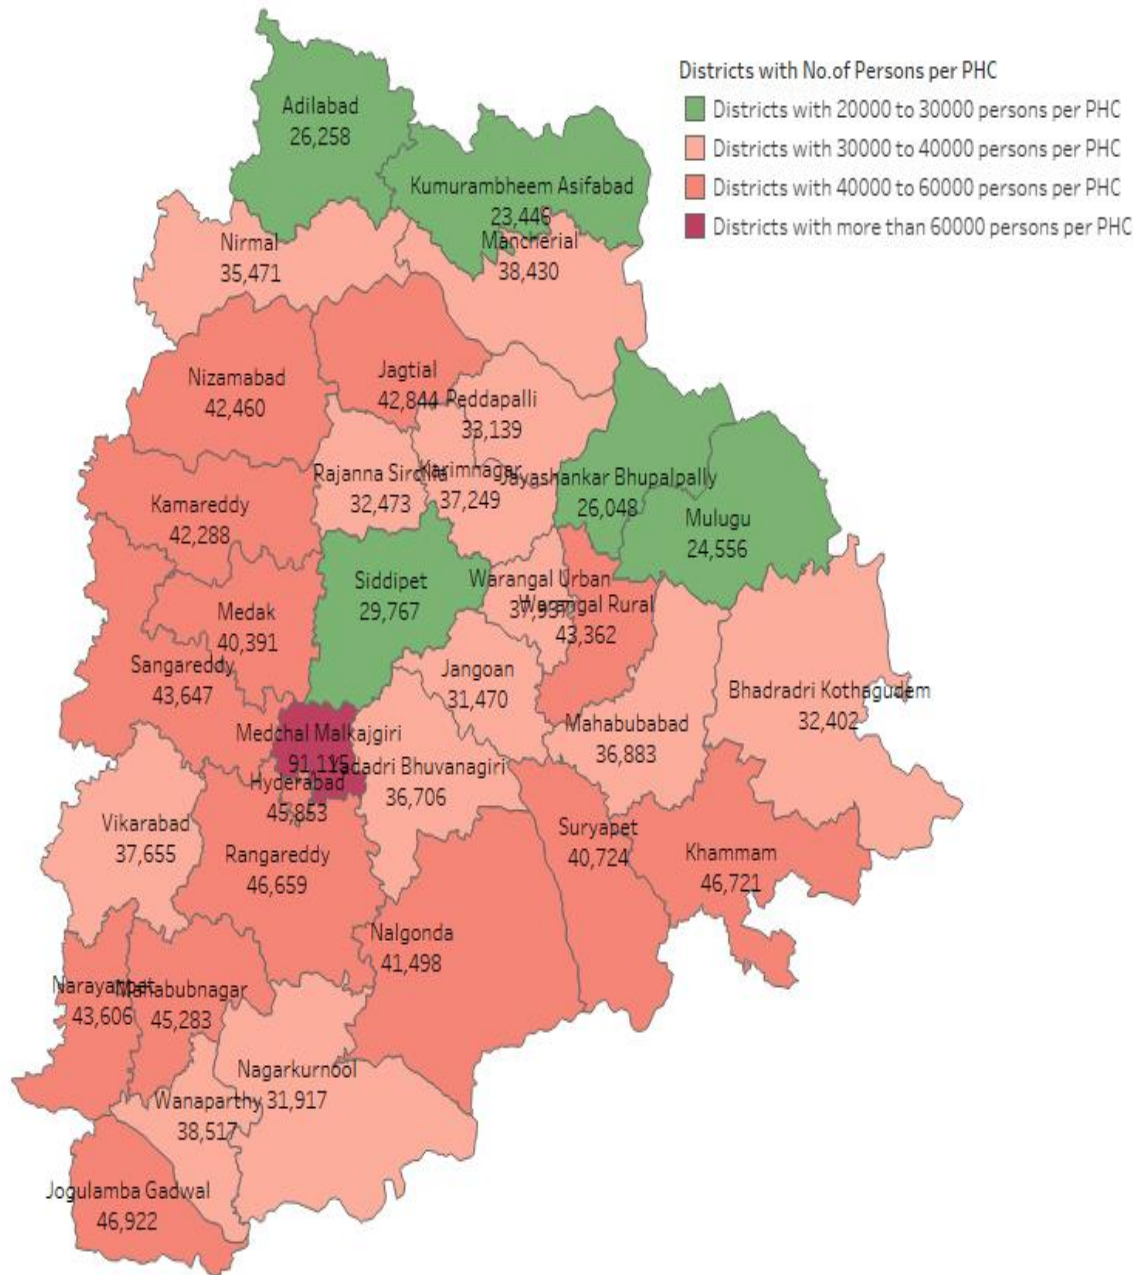 Districts with No.of Persons per PHC
Districts with 20000 to 30000 persons per PHC
Districts with 30000 to 40000 persons per PHC
Districts with 40000 to 60000 persons per PHC
Districts with more than 60000 persons per PHC
Adilabad
26,258
Kumurambheem Asifabad
23,446
Mancherial
38,430
Nirmal
35,471
Nizamabad
42,460
Jagtial
42,844
Peddapalli
33,139
Rajanna Sircilla
32,473
Karimnagar
37,249
Jayashankar Bhupalpally
26,048
Mulugu
24,556
Kamareddy
42,288
Siddipet
29,767
Warangal Urban
Warangal Rural
43,362
Medak
40,391
Sangareddy
43,647
Jangoan
31,470
Mahabubabad
36,883
Bhadradri Kothagudem
32,402
Medchal Malkajgiri
91,115
Yadadri Bhuvanagiri
36,706
Hyderabad
45,853
Vikarabad
37,655
Rangareddy
46,659
Suryapet
40,724
Khammam
46,721
Nalgonda
41,498
Narayanpet
43,606
Mahabubnagar
45,283
Nagarkurnool
31,917
Wanaparthy
38,517
Jogulamba Gadwal
46,922